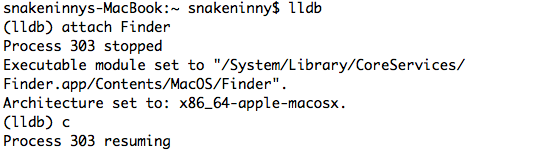 snakeninnys-MacBook:~ snakeninny$ lldb
(lldb) attach Finder
Process 303 stopped
Executable module set to "/System/Library/CoreServices/
Finder.app/Contents/MacOS/Finder".
Architecture set to: x86_64-apple-macosx.
(lldb) c
Process 303 resuming